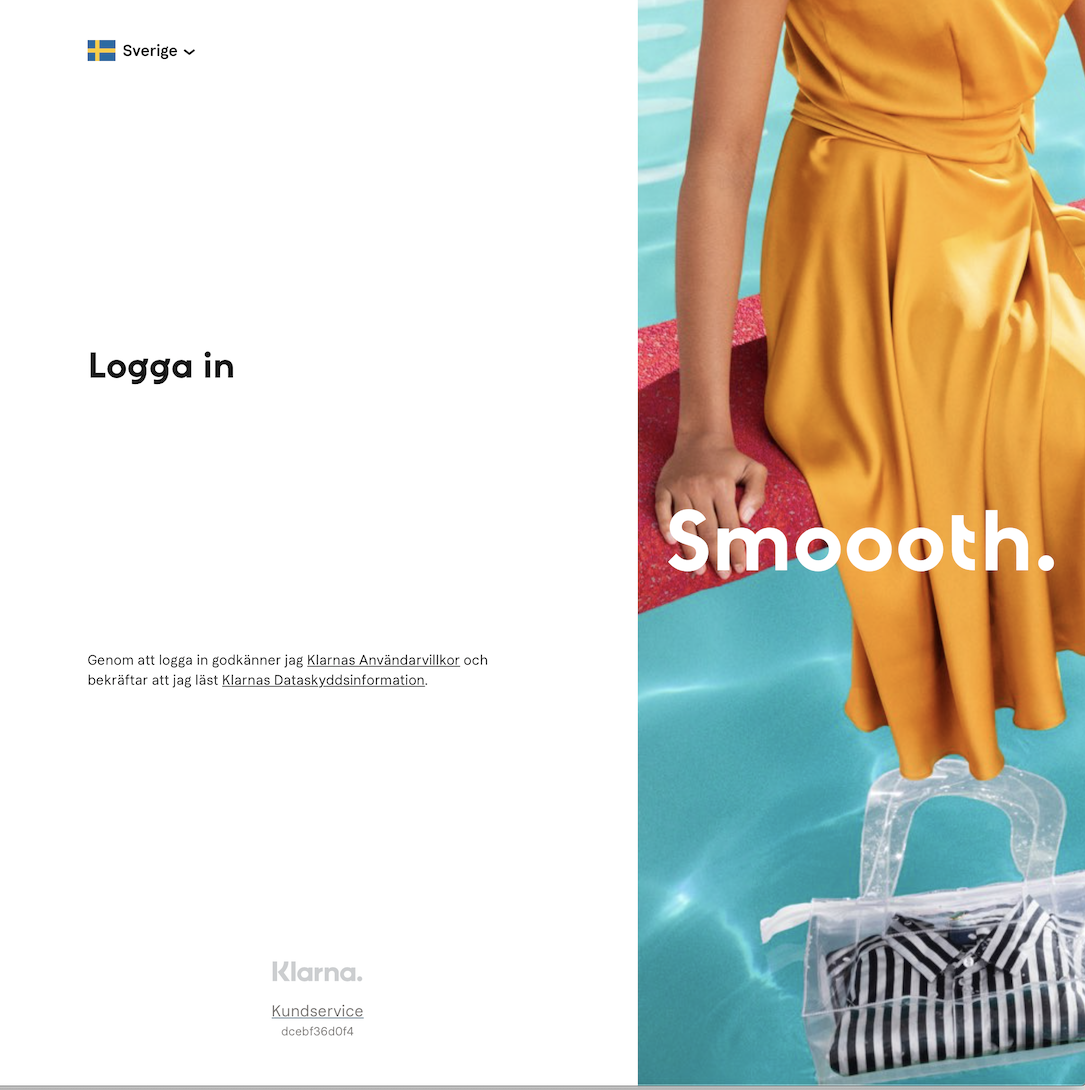 Sverige
Logga in
Genom att logga in godkänner jag Klarnas Användarvillkor och
bekräftar att jag läst Klarnas Dataskyddsinformation.
Klarna.
Kundservice
dcebf36d0f4
Smoooth.